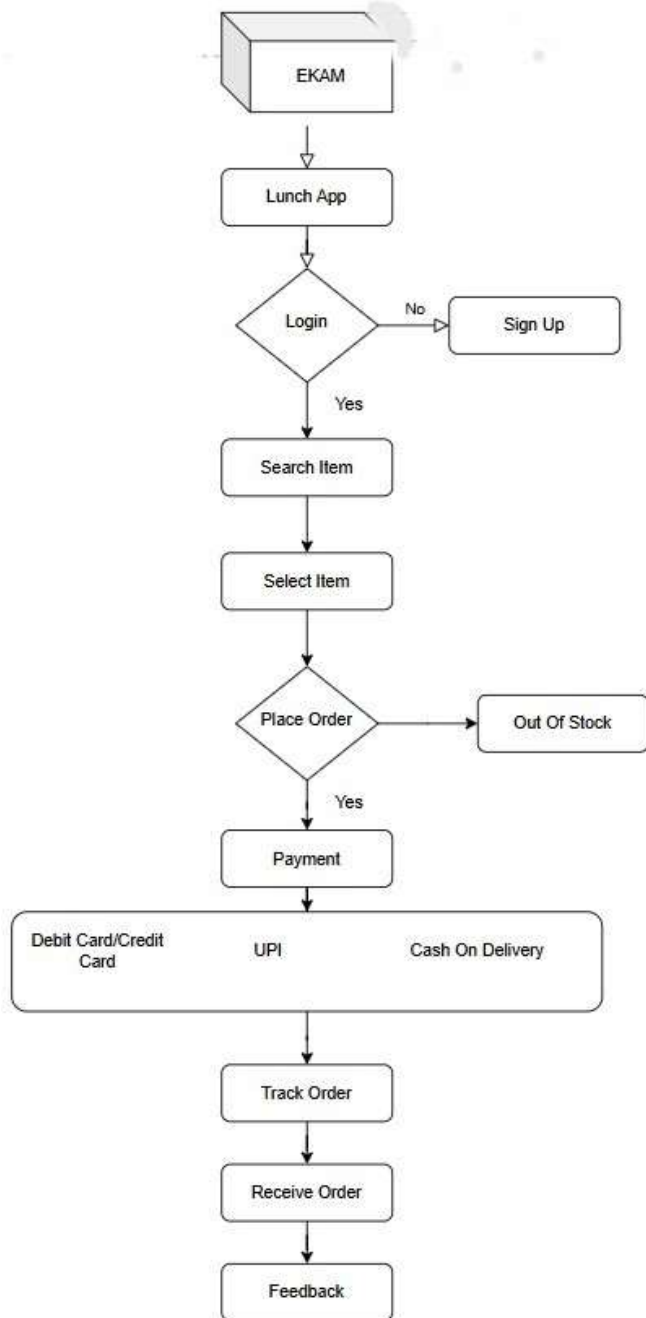 EKAM
Lunch App
Login
No
Sign Up
Yes
Search Item
Select Item
Place Order
Out Of Stock
Yes
Payment
Debit Card/Credit
Card
UPI
Cash On Delivery
Track Order
Receive Order
Feedback